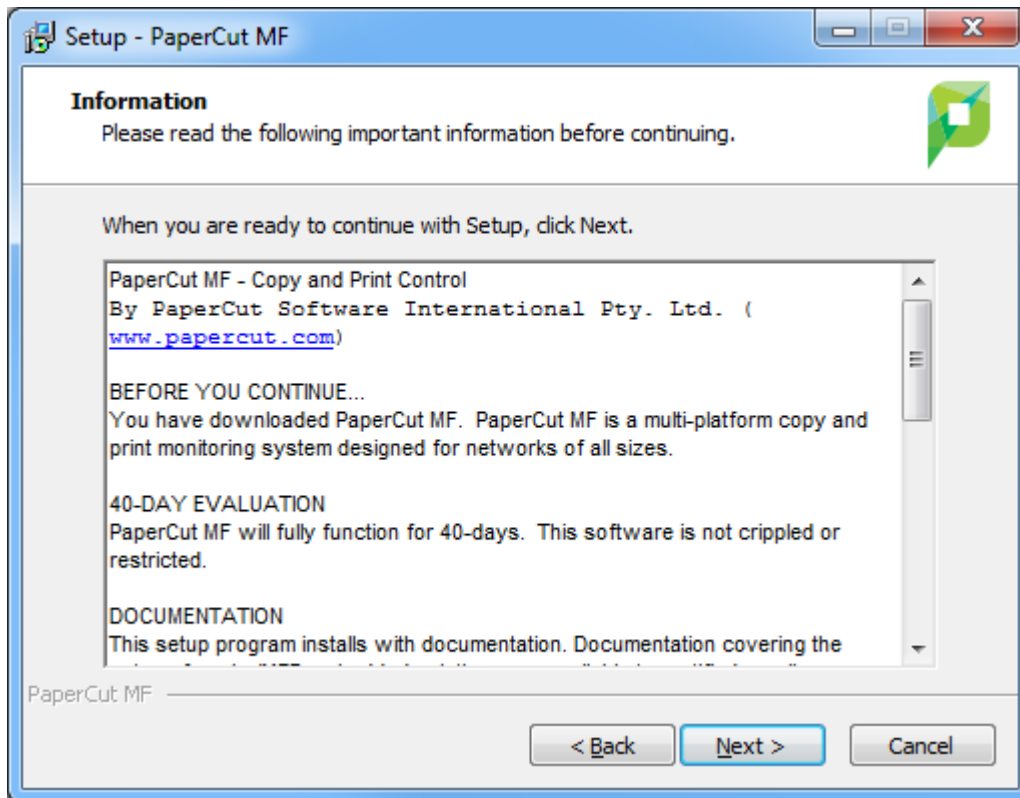 Setup - PaperCut MF
Information
Please read the following important information before continuing.
When you are ready to continue with Setup, click Next.
PaperCut MF - Copy and Print Control
By PaperCut Software International Pty. Ltd. (
www.papercut.com)
BEFORE YOU CONTINUE...
You have downloaded PaperCut MF.  PaperCut MF is a multi-platform copy and
print monitoring system designed for networks of all sizes.
40-DAY EVALUATION
PaperCut MF will fully function for 40-days.  This software is not crippled or
restricted.
DOCUMENTATION
This setup program installs with documentation. Documentation covering the
PaperCut MF
< Back
Next >
Cancel